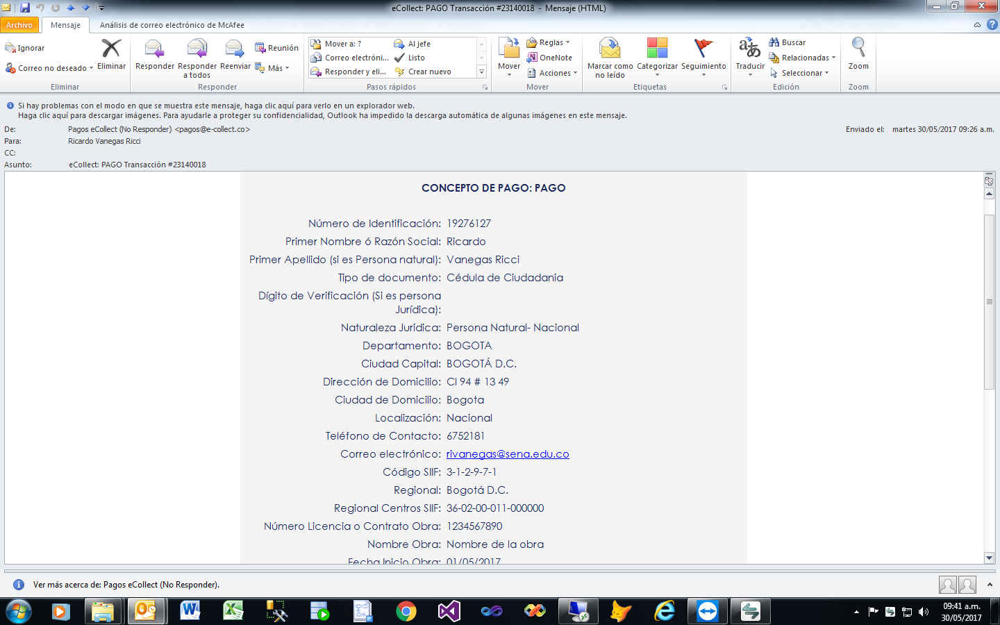 eCollect: PAGO Transacción #23140018 - Mensaje (HTML)
Archivo Mensaje Análisis de correo electrónico de McAfee
Ignorar
Correo no deseado
Eliminar
Eliminar
Responder
Responder a todos
Reenviar
Reunión
Más
Responder
Mover a: ?
Correo electróni...
Responder y eli...
Al jefe
Listo
Crear nuevo
Pasos rápidos
Mover
Reglas
OneNote
Acciones
Mover
Marcar como no leído
Categorizar
Seguimiento
Etiquetas
Traducir
Buscar
Relacionadas
Seleccionar
Edición
Zoom
Zoom
Si hay problemas con el modo en que se muestra este mensaje, haga clic aquí para verlo en un explorador web.
Haga clic aquí para descargar imágenes. Para ayudarle a proteger su confidencialidad, Outlook ha impedido la descarga automática de algunas imágenes en este mensaje.
De: Pagos eCollect (No Responder) <pagos@e-collect.co> Enviado el: martes 30/05/2017 09:26 a.m.
Para: Ricardo Vanegas Ricci
CC:
Asunto: eCollect: PAGO Transacción #23140018
CONCEPTO DE PAGO: PAGO
Número de Identificación: 19276127
Primer Nombre ó Razón Social: Ricardo
Primer Apellido (si es Persona natural): Vanegas Ricci
Tipo de documento: Cédula de Ciudadania
Dígito de Verificación (Si es persona
Jurídica):
Naturaleza Juridica: Persona Natural- Nacional
Departamento: BOGOTA
Ciudad Capital: BOGOTÁ D.C.
Dirección de Domicilio: Cl 94 # 13 49
Ciudad de Domicilio: Bogota
Localización: Nacional
Teléfono de Contacto: 6752181
Correo electrónico: rivanegas@sena.edu.co
Código SIIF: 3-1-2-9-7-1
Regional: Bogotá D.C.
Regional Centros SIIF: 36-02-00-011-000000
Número Licencia o Contrato Obra: 1234567890
Nombre Obra: Nombre de la obra
Fecha Inicio Obra: 01/05/2017
Ver más acerca de: Pagos eCollect (No Responder).
09:41 a.m.
30/05/2017